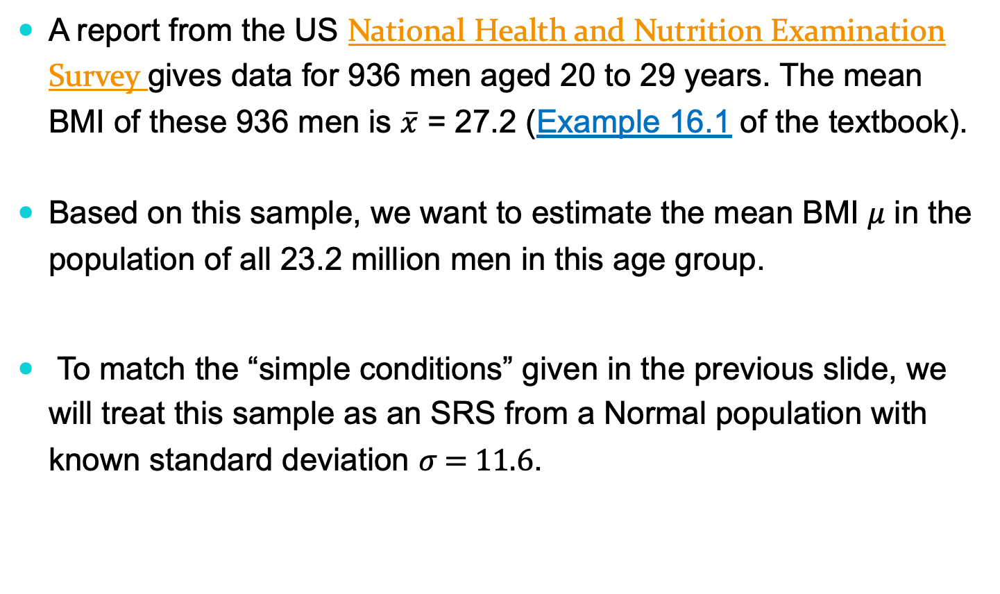 • A report from the US National Health and Nutrition Examination
Survey gives data for 936 men aged 20 to 29 years. The mean
BMI of these 936 men is x̄ = 27.2 (Example 16.1 of the textbook).
• Based on this sample, we want to estimate the mean BMI μ in the
population of all 23.2 million men in this age group.
• To match the “simple conditions” given in the previous slide, we
will treat this sample as an SRS from a Normal population with
known standard deviation σ = 11.6.